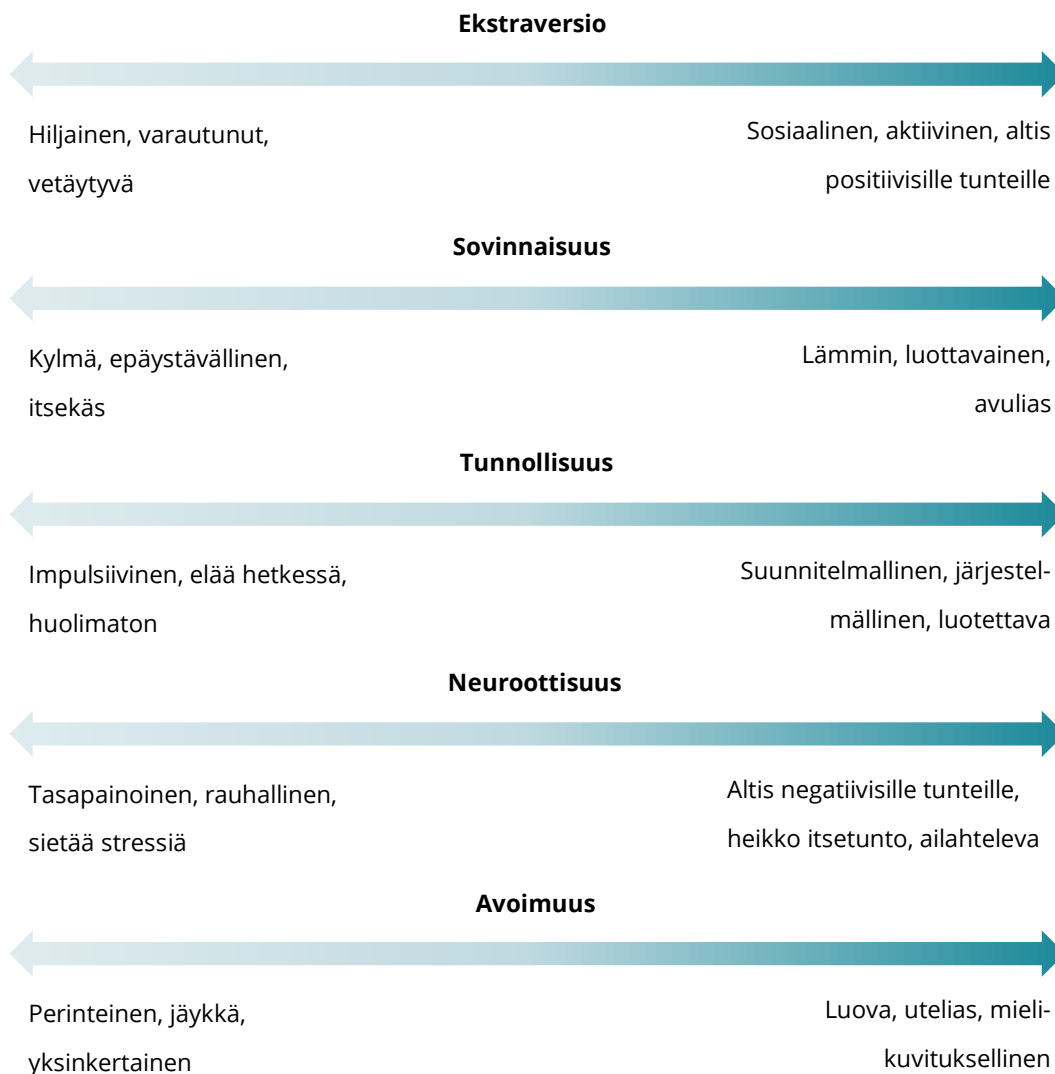 Ekstraversio
Hiljainen, varautunut,
vetäytyvä
Sosiaalinen, aktiivinen, altis
positiivisille tunteille
Sovinnaisuus
Kylmä, epäystävällinen,
itsekäs
Lämmin, luottavainen,
avulias
Tunnollisuus
Impulsiivinen, elää hetkessä,
huolimaton
Suunnitelmallinen, järjestel-
mällinen, luotettava
Neuroottisuus
Tasapainoinen, rauhallinen,
sietää stressiä
Altis negatiivisille tunteille,
heikko itsetunto, ailahteleva
Avoimuus
Perinteinen, jäykkä,
yksinkertainen
Luova, utelias, mieli-
kuvituksellinen